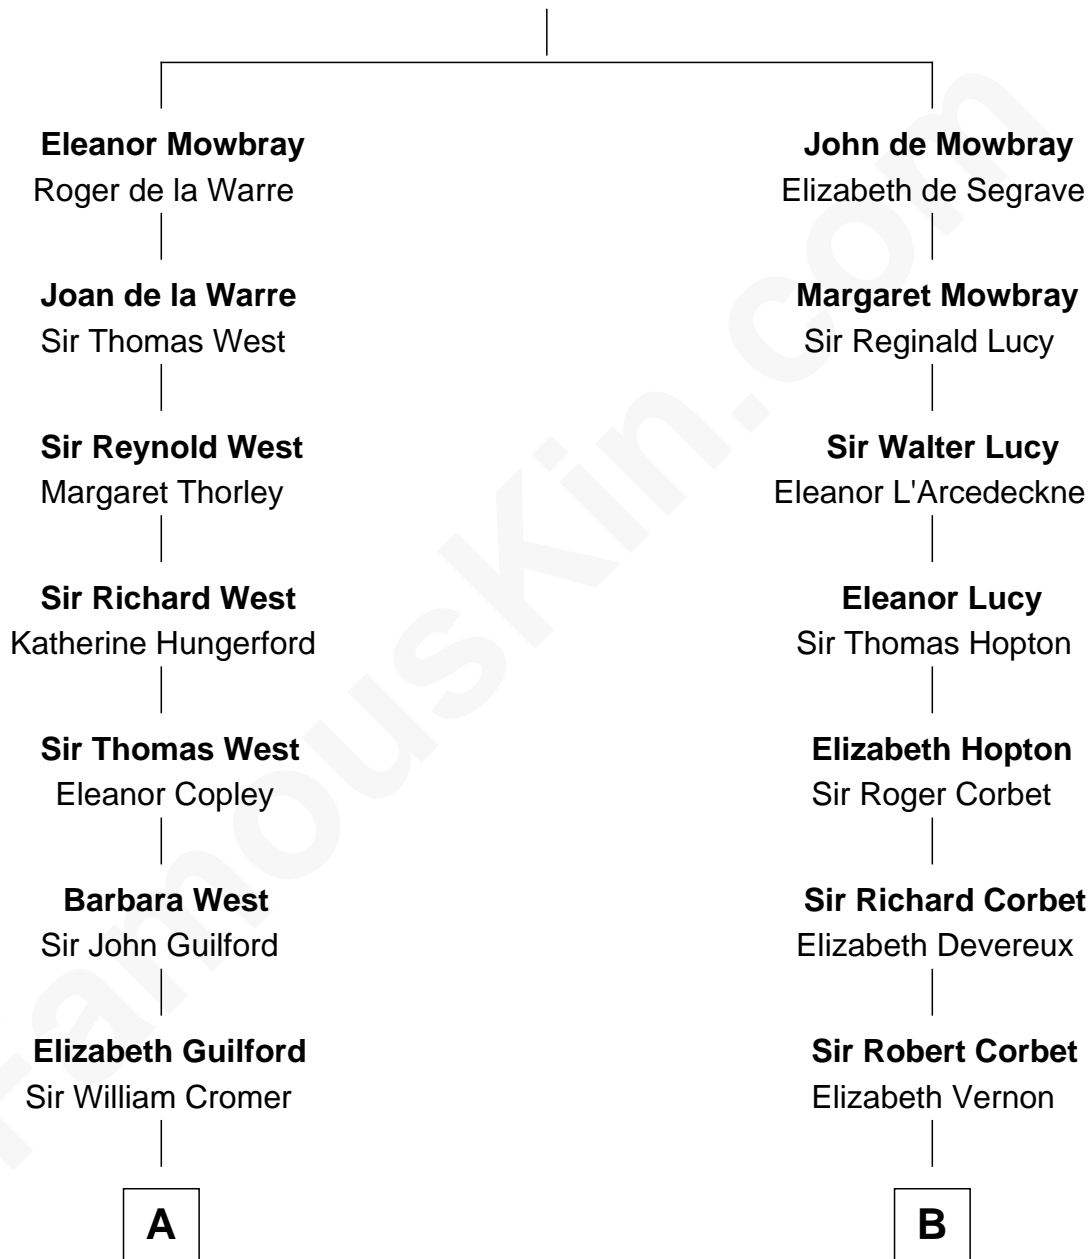 Eleanor Mowbray
Roger de la Warre
John de Mowbray
Elizabeth de Segrave
Joan de la Warre
Sir Thomas West
Margaret Mowbray
Sir Reginald Lucy
Sir Reynold West
Margaret Thorley
Sir Walter Lucy
Eleanor L'Arcedeckne
Sir Richard West
Katherine Hungerford
Eleanor Lucy
Sir Thomas Hopton
Sir Thomas West
Eleanor Copley
Elizabeth Hopton
Sir Roger Corbet
Barbara West
Sir John Guilford
Sir Richard Corbet
Elizabeth Devereux
Elizabeth Guilford
Sir William Cromer
Sir Robert Corbet
Elizabeth Vernon
A
B
FamousKin.com